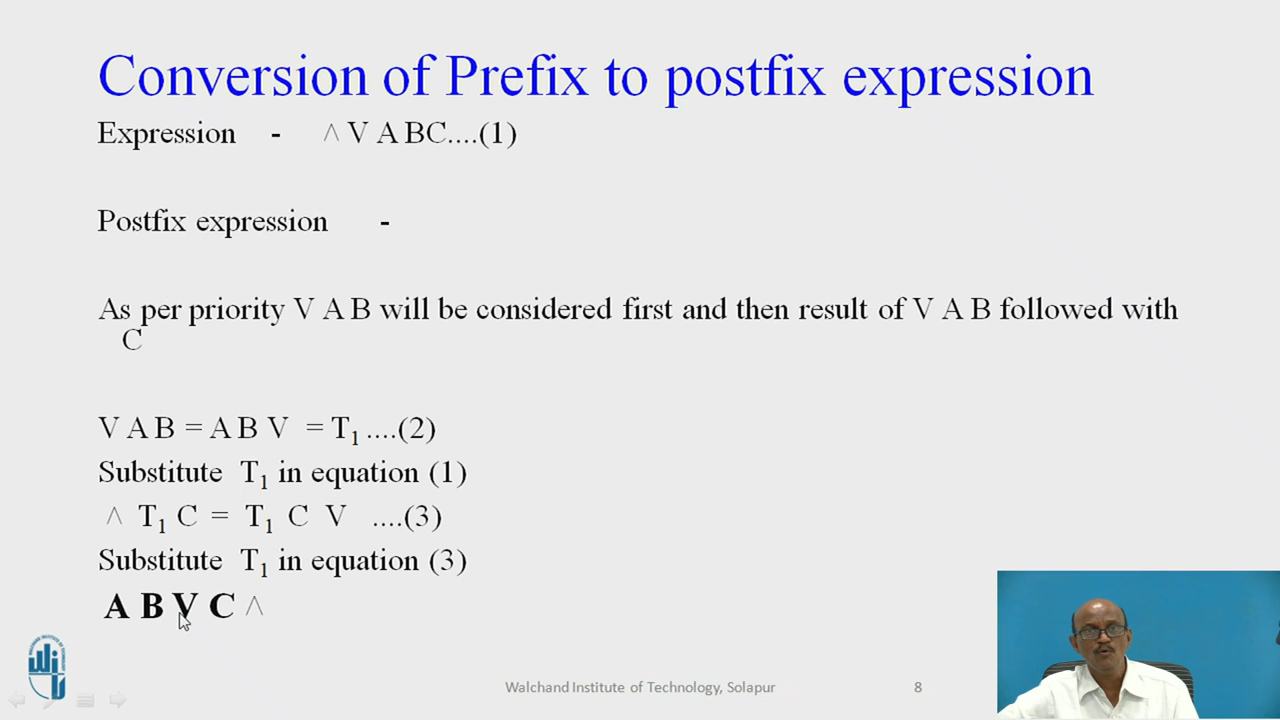 Conversion of Prefix to postfix expression
Expression - ^ V A BC....(1)
Postfix expression -
As per priority V A B will be considered first and then result of V A B followed with
C
V A B = A B V = T₁ ....(2)
Substitute T₁ in equation (1)
^ T₁ C = T₁ C V ....(3)
Substitute T₁ in equation (3)
A B V C ^
Walchand Institute of Technology, Solapur
8